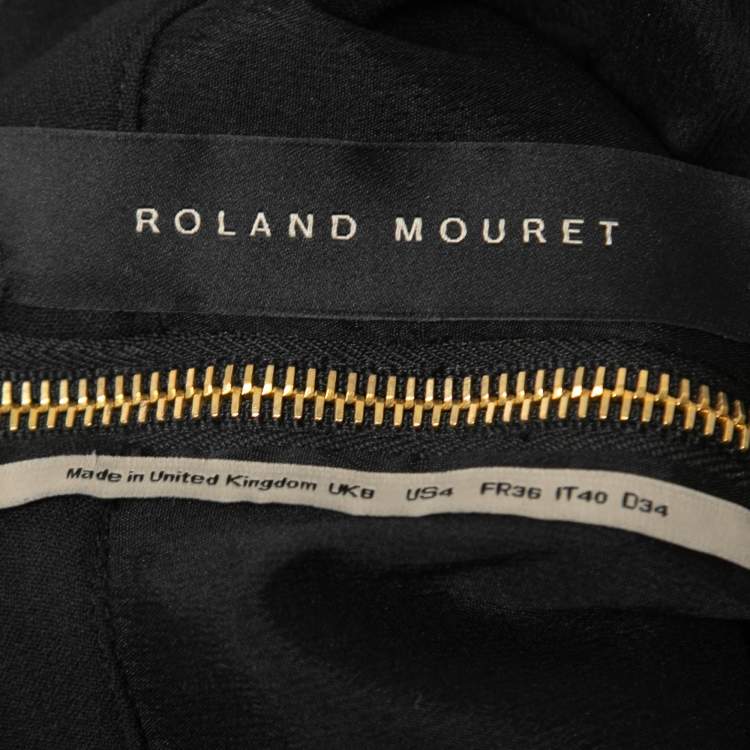 ROLAND MOURET
Made in United Kingdom UK8 US4 FR36 IT40 D34